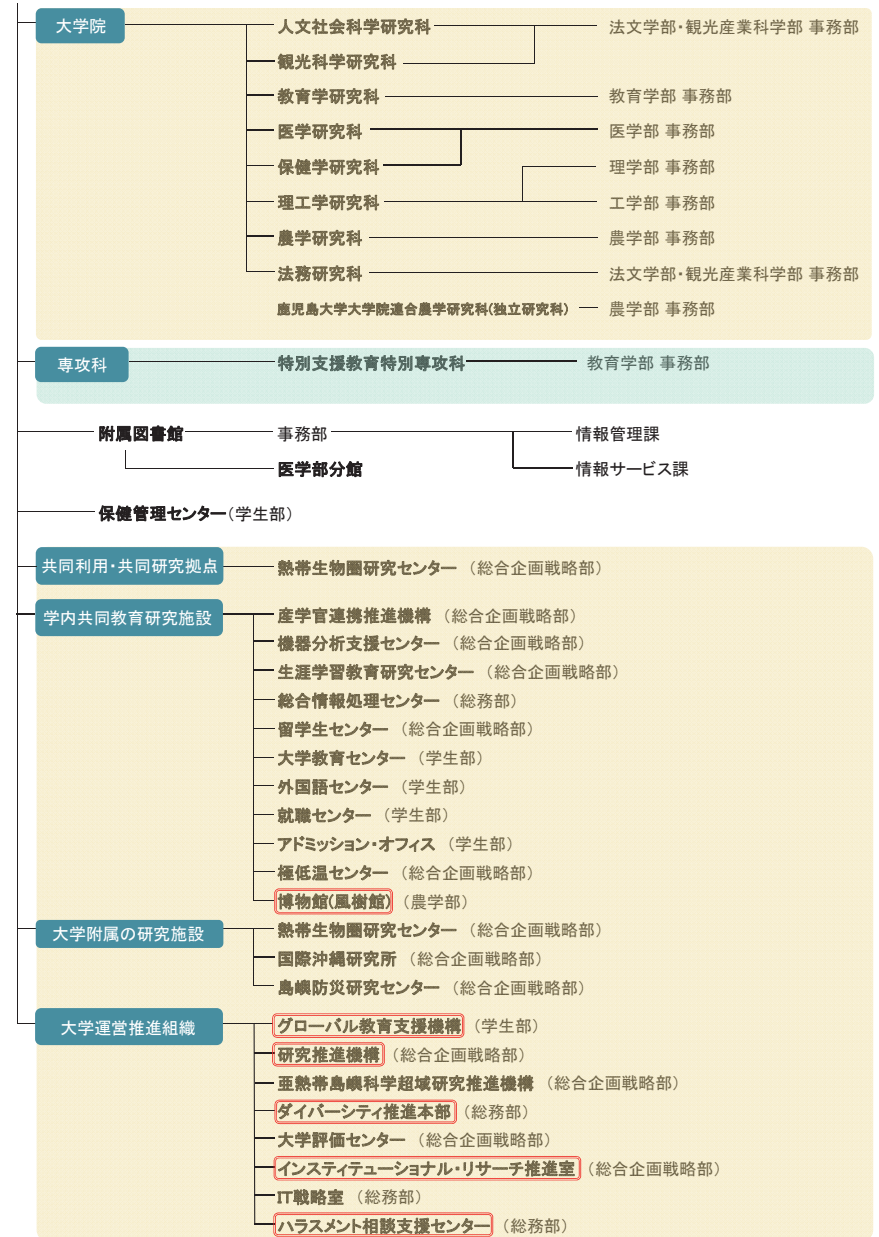 大学院
人文社会科学研究科 法文学部・観光産業科学部 事務部
観光科学研究科
教育学研究科 教育学部 事務部
医学研究科 医学部 事務部
保健学研究科 理学部 事務部
理工学研究科 工学部 事務部
農学研究科 農学部 事務部
法務研究科 法文学部・観光産業科学部 事務部
鹿児島大学大学院連合農学研究科(独立研究科) 農学部 事務部
専攻科 特別支援教育特別専攻科 教育学部 事務部
附属図書館 事務部 情報管理課
医学部分館 情報サービス課
保健管理センター(学生部)
共同利用・共同研究拠点 熱帯生物圏研究センター (総合企画戦略部)
学内共同教育研究施設 産学官連携推進機構 (総合企画戦略部)
機器分析支援センター (総合企画戦略部)
生涯学習教育研究センター (総合企画戦略部)
総合情報処理センター (総務部)
留学生センター (総合企画戦略部)
大学教育センター (学生部)
外国語センター (学生部)
就職センター (学生部)
アドミッション・オフィス (学生部)
極低温センター (総合企画戦略部)
博物館(風樹館) (農学部)
大学附属の研究施設 熱帯生物圏研究センター (総合企画戦略部)
国際沖縄研究所 (総合企画戦略部)
島嶼防災研究センター (総合企画戦略部)
大学運営推進組織 グローバル教育支援機構 (学生部)
研究推進機構 (総合企画戦略部)
亜熱帯島嶼科学超域研究推進機構 (総合企画戦略部)
ダイバーシティ推進本部 (総務部)
大学評価センター (総合企画戦略部)
インスティテューショナル・リサーチ推進室 (総合企画戦略部)
IT戦略室 (総務部)
ハラスメント相談支援センター (総務部)